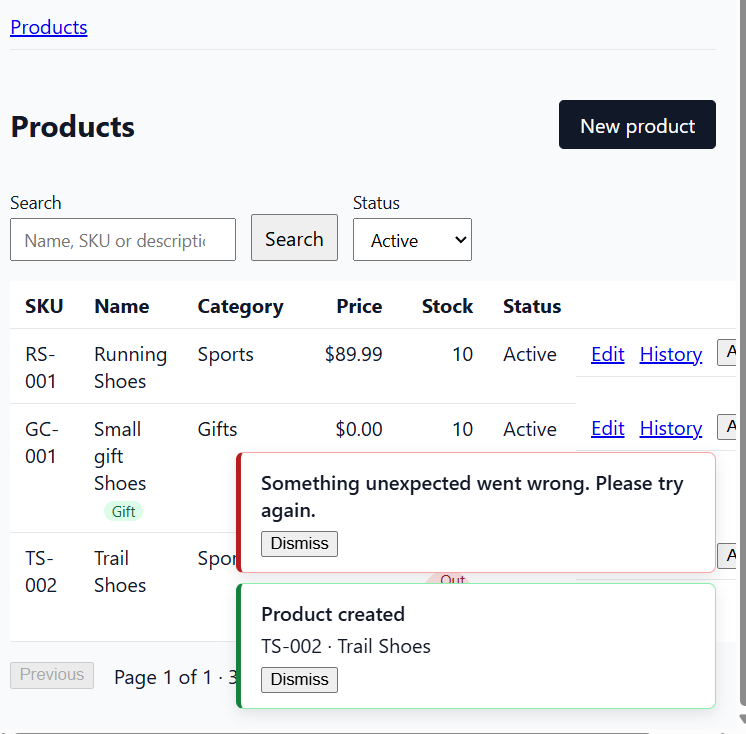 Products
Products
New product
Search
Status
Name, SKU or descriptic
Search
Active
SKU Name Category Price Stock Status
RS- Running Sports $89.99 10 Active Edit History A
001 Shoes
GC- Small Gifts $0.00 10 Active Edit History A
001 gift
Shoes
Gift
Something unexpected went wrong. Please try
again.
Dismiss
TS- Trail Spor A
002 Shoes
Out
Product created
TS-002 · Trail Shoes
Dismiss
Previous Page 1 of 1 · 3